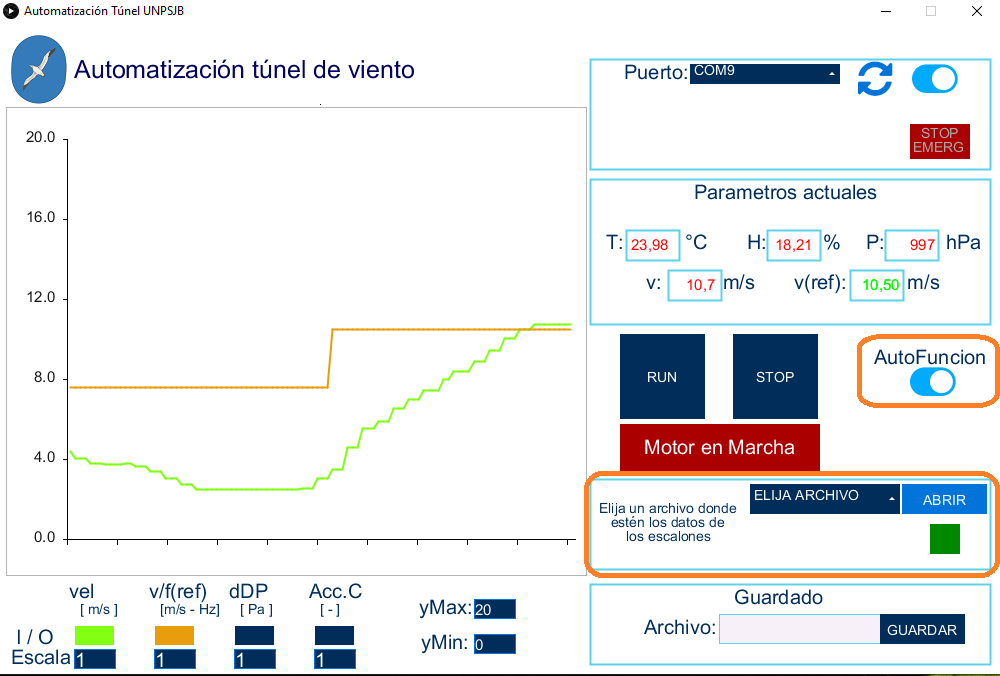 Automatización Túnel UNPSJB
Automatización túnel de viento
Puerto: COM9
STOP
EMERG
20.0
16.0
12.0
8.0
4.0
0.0
Parametros actuales
T: 23,98 °C H: 18,21 % P: 997 hPa
v: 10,7 m/s v(ref): 10,50 m/s
RUN
STOP
AutoFuncion
Motor en Marcha
Elija un archivo donde
estén los datos de
los escalones
ELIJA ARCHIVO
ABRIR
Guardado
Archivo:
GUARDAR
vel v/f(ref) dDP Acc.C
[ m/s ] [m/s - Hz] [ Pa ] [ - ]
I / O
Escala 1 1 1 1
yMax: 20
yMin: 0